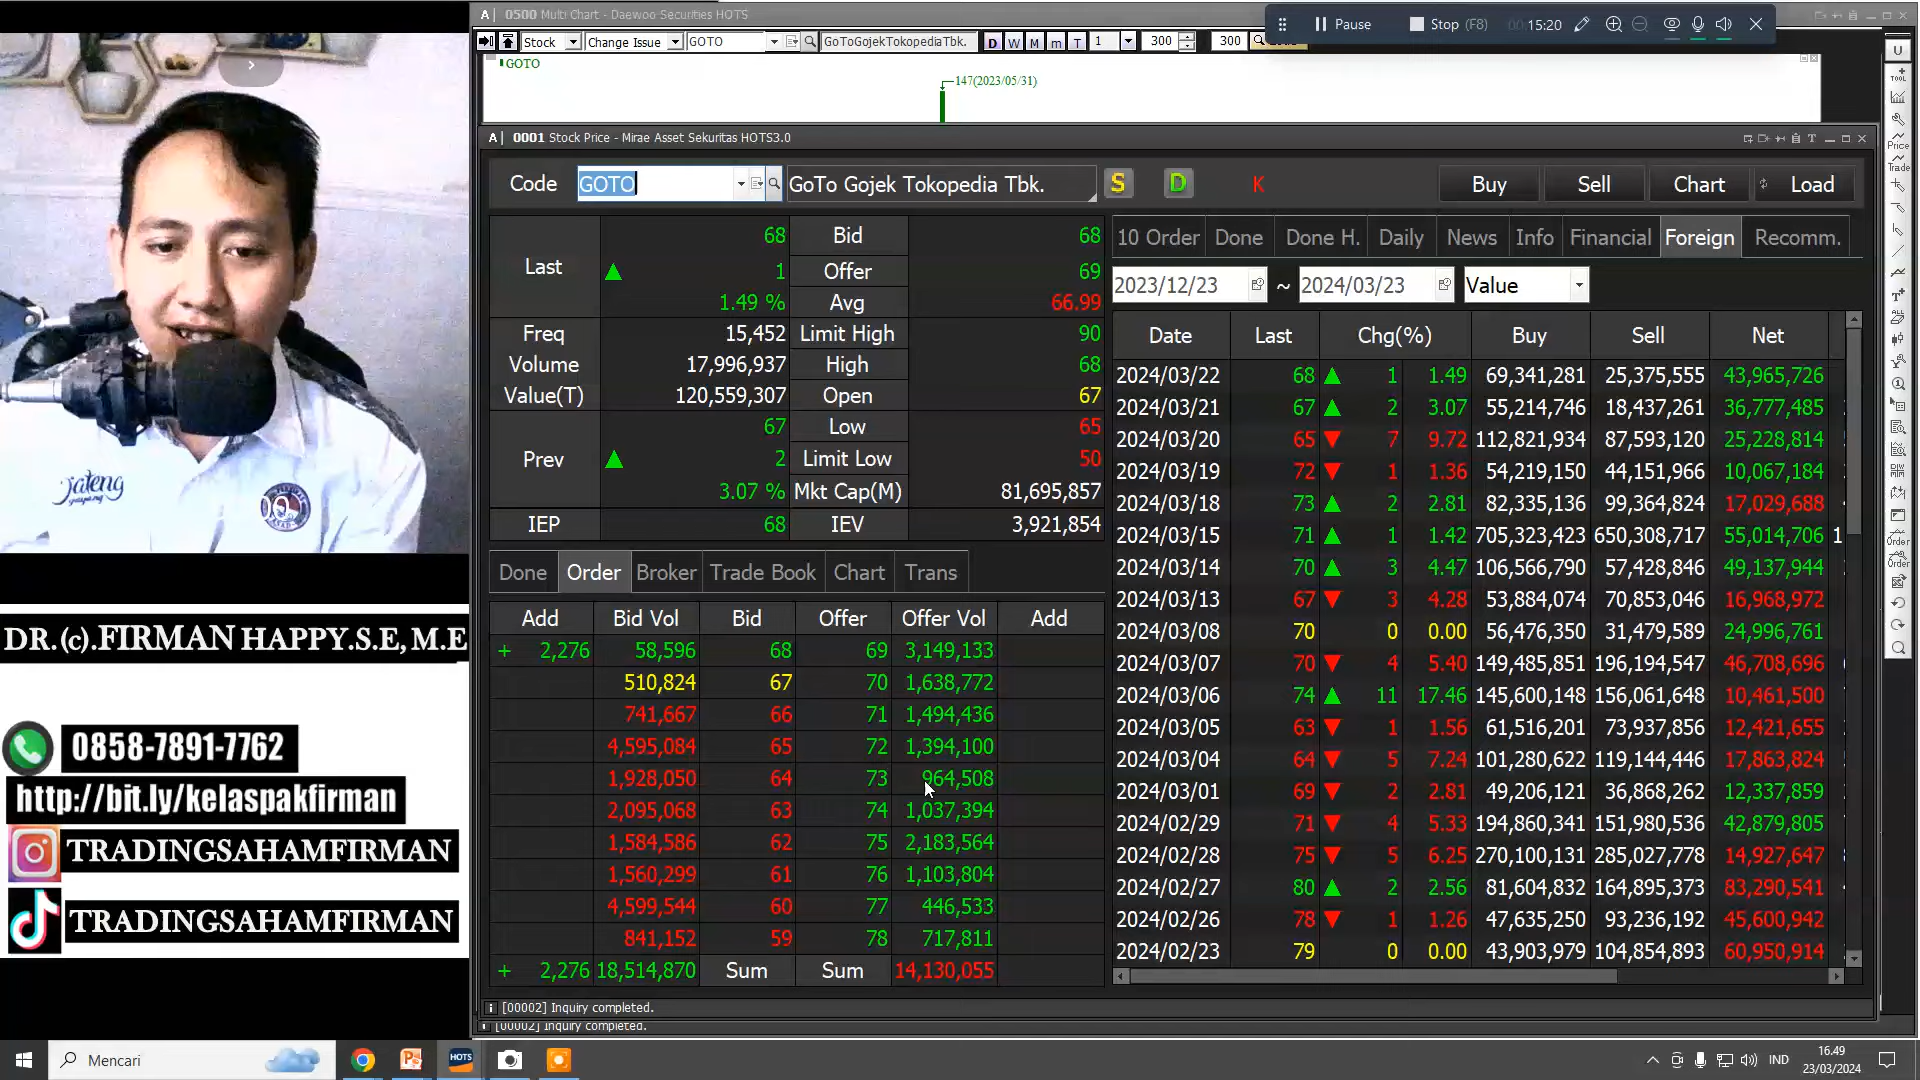 A 0500 Multi Chart - Daewoo Securities HOTS
Pause Stop (F8) 00:15:20
Stock Change Issue GOTO GoToGojekTokopediaTbk. D W M m T 1 300 300
GOTO
147(2023/05/31)
A 0001 Stock Price - Mirae Asset Sekuritas HOTS3.0
Code GOTO GoTo Gojek Tokopedia Tbk. S D K Buy Sell Chart Load
Last 68 Bid 68
1 Offer 69
1.49 % Avg 66.99
Freq 15,452 Limit High 90
Volume 17,996,937 High 68
Value(T) 120,559,307 Open 67
Prev 67 Low 65
2 Limit Low 50
3.07 % Mkt Cap(M) 81,695,857
IEP 68 IEV 3,921,854
Done Order Broker Trade Book Chart Trans
Add Bid Vol Bid Offer Offer Vol Add
+ 2,276 58,596 68 69 3,149,133
510,824 67 70 1,638,772
741,667 66 71 1,494,436
4,595,084 65 72 1,394,100
1,928,050 64 73 964,508
2,095,068 63 74 1,037,394
1,584,586 62 75 2,183,564
1,560,299 61 76 1,103,804
4,599,544 60 77 446,533
841,152 59 78 717,811
+ 2,276 18,514,870 Sum Sum 14,130,055
10 Order Done Done H. Daily News Info Financial Foreign Recomm.
2023/12/23 ~ 2024/03/23 Value
Date Last Chg(%) Buy Sell Net
2024/03/22 68 ▲ 1 1.49 69,341,281 25,375,555 43,965,726
2024/03/21 67 ▲ 2 3.07 55,214,746 18,437,261 36,777,485
2024/03/20 65 ▼ 7 9.72 112,821,934 87,593,120 25,228,814
2024/03/19 72 ▼ 1 1.36 54,219,150 44,151,966 10,067,184
2024/03/18 73 ▲ 2 2.81 82,335,136 99,364,824 17,029,688
2024/03/15 71 ▲ 1 1.42 705,323,423 650,308,717 55,014,706 1
2024/03/14 70 ▲ 3 4.47 106,566,790 57,428,846 49,137,944
2024/03/13 67 ▼ 3 4.28 53,884,074 70,853,046 16,968,972
2024/03/08 70 0 0.00 56,476,350 31,479,589 24,996,761
2024/03/07 70 ▼ 4 5.40 149,485,851 196,194,547 46,708,696
2024/03/06 74 ▲ 11 17.46 145,600,148 156,061,648 10,461,500
2024/03/05 63 ▼ 1 1.56 61,516,201 73,937,856 12,421,655
2024/03/04 64 ▼ 5 7.24 101,280,622 119,144,446 17,863,824
2024/03/01 69 ▼ 2 2.81 49,206,121 36,868,262 12,337,859
2024/02/29 71 ▼ 4 5.33 194,860,341 151,980,536 42,879,805
2024/02/28 75 ▼ 5 6.25 270,100,131 285,027,778 14,927,647
2024/02/27 80 ▲ 2 2.56 81,604,832 164,895,373 83,290,541
2024/02/26 78 ▼ 1 1.26 47,635,250 93,236,192 45,600,942
2024/02/23 79 0 0.00 43,903,979 104,854,893 60,950,914
[00002] Inquiry completed.
[00002] Inquiry completed.
U
TOOL
Price
Trade
Order
Order
Jateng
DR.(c).FIRMAN HAPPY.S.E, M.E
0858-7891-7762
http://bit.ly/kelaspakfirman
TRADINGSAHAMFIRMAN
TRADINGSAHAMFIRMAN
Mencari HOTS IND 16.49
23/03/2024